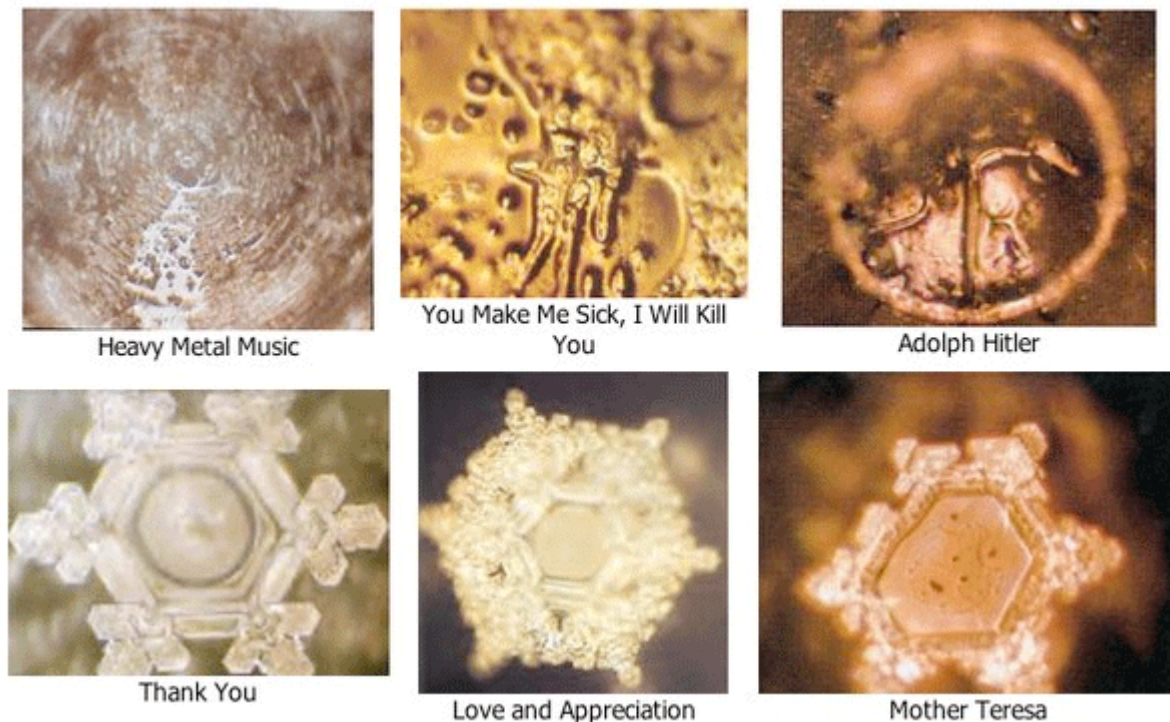 Heavy Metal Music
You Make Me Sick, I Will Kill
You
Adolph Hitler
Thank You
Love and Appreciation
Mother Teresa